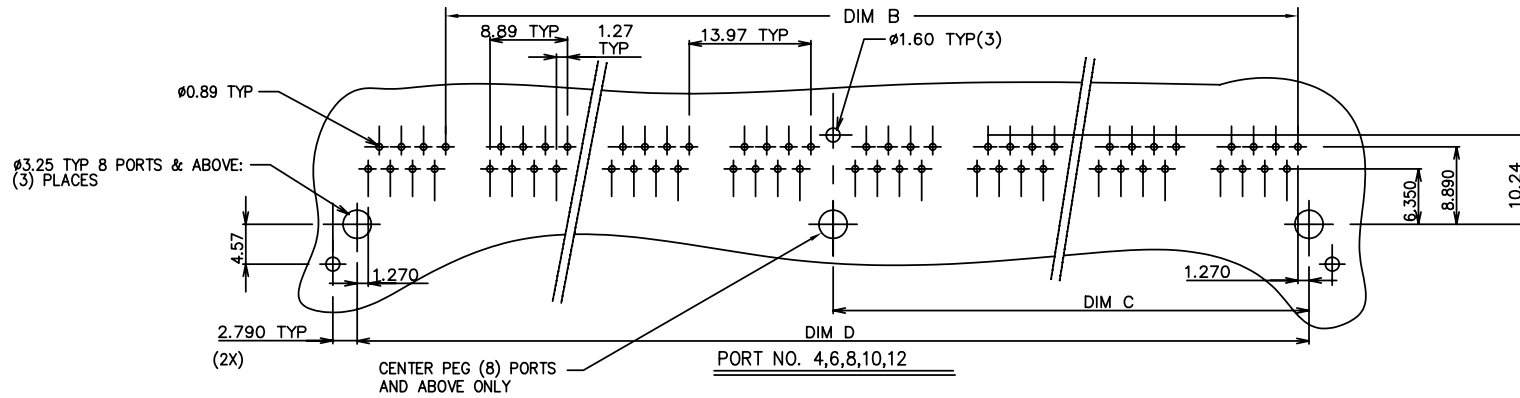 DIM B
8.89 TYP
1.27
TYP
13.97 TYP
ø1.60 TYP(3)
ø0.89 TYP
ø3.25 TYP 8 PORTS & ABOVE:
(3) PLACES
4.57
1.270
6.350
8.890
10.24
1.270
DIM C
2.790 TYP
(2X)
DIM D
CENTER PEG (8) PORTS
AND ABOVE ONLY
PORT NO. 4,6,8,10,12